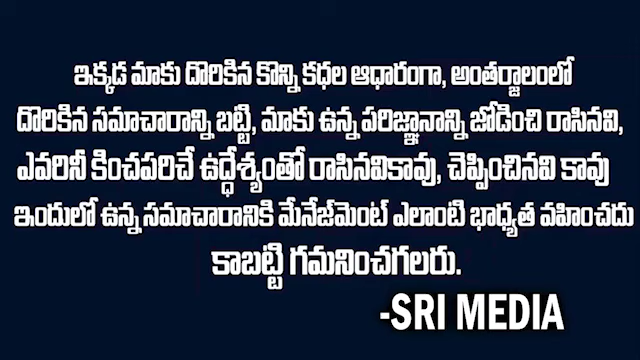 ఇక్కడ మాకు దొరికిన కొన్ని కధల ఆధారంగా, అంతర్జాలంలో
దొరికిన సమాచారాన్ని బట్టి, మాకు ఉన్న పరిజ్ఞానాన్ని జోడించి రాసినవి,
ఎవరినీ కించపరిచే ఉద్ధేశ్యంతో రాసినవికావు, చెప్పించినవి కావు
ఇందులో ఉన్న సమాచారానికి మేనేజ్‌మెంట్ ఎలాంటి భాధ్యత వహించదు
కాబట్టి గమనించగలరు.
-SRI MEDIA